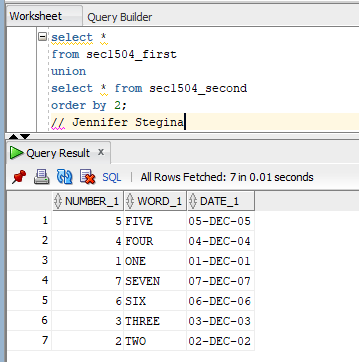 Worksheet Query Builder
select *
from sec1504_first
union
select * from sec1504_second
order by 2;
// Jennifer Stegina
Query Result x
SQL | All Rows Fetched: 7 in 0.01 seconds
NUMBER_1 WORD_1 DATE_1
1 5 FIVE 05-DEC-05
2 4 FOUR 04-DEC-04
3 1 ONE 01-DEC-01
4 7 SEVEN 07-DEC-07
5 6 SIX 06-DEC-06
6 3 THREE 03-DEC-03
7 2 TWO 02-DEC-02